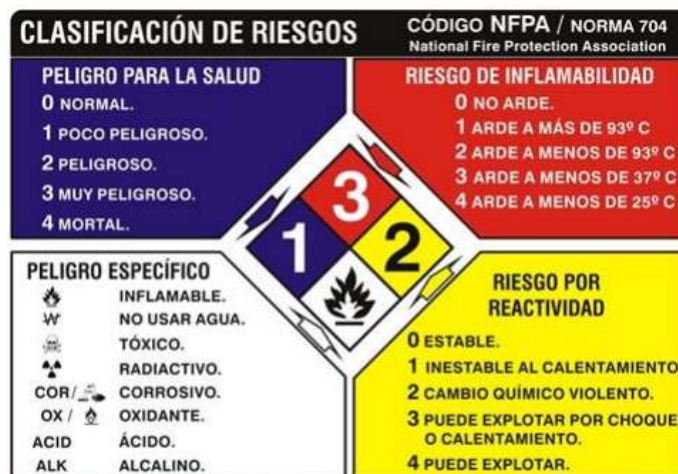 CLASIFICACIÓN DE RIESGOS
CÓDIGO NFPA / NORMA 704
National Fire Protection Association
PELIGRO PARA LA SALUD
0 NORMAL.
1 POCO PELIGROSO.
2 PELIGROSO.
3 MUY PELIGROSO.
4 MORTAL.
RIESGO DE INFLAMABILIDAD
0 NO ARDE.
1 ARDE A MÁS DE 93º C
2 ARDE A MENOS DE 93º C
3 ARDE A MENOS DE 37º C
4 ARDE A MENOS DE 25º C
3
1
2
PELIGRO ESPECÍFICO
INFLAMABLE.
W NO USAR AGUA.
TÓXICO.
RADIACTIVO.
COR/ CORROSIVO.
OX / OXIDANTE.
ACID ÁCIDO.
ALK ALCALINO.
RIESGO POR
REACTIVIDAD
0 ESTABLE.
1 INESTABLE AL CALENTAMIENTO
2 CAMBIO QUÍMICO VIOLENTO.
3 PUEDE EXPLOTAR POR CHOQUE
O CALENTAMIENTO.
4 PUEDE EXPLOTAR.